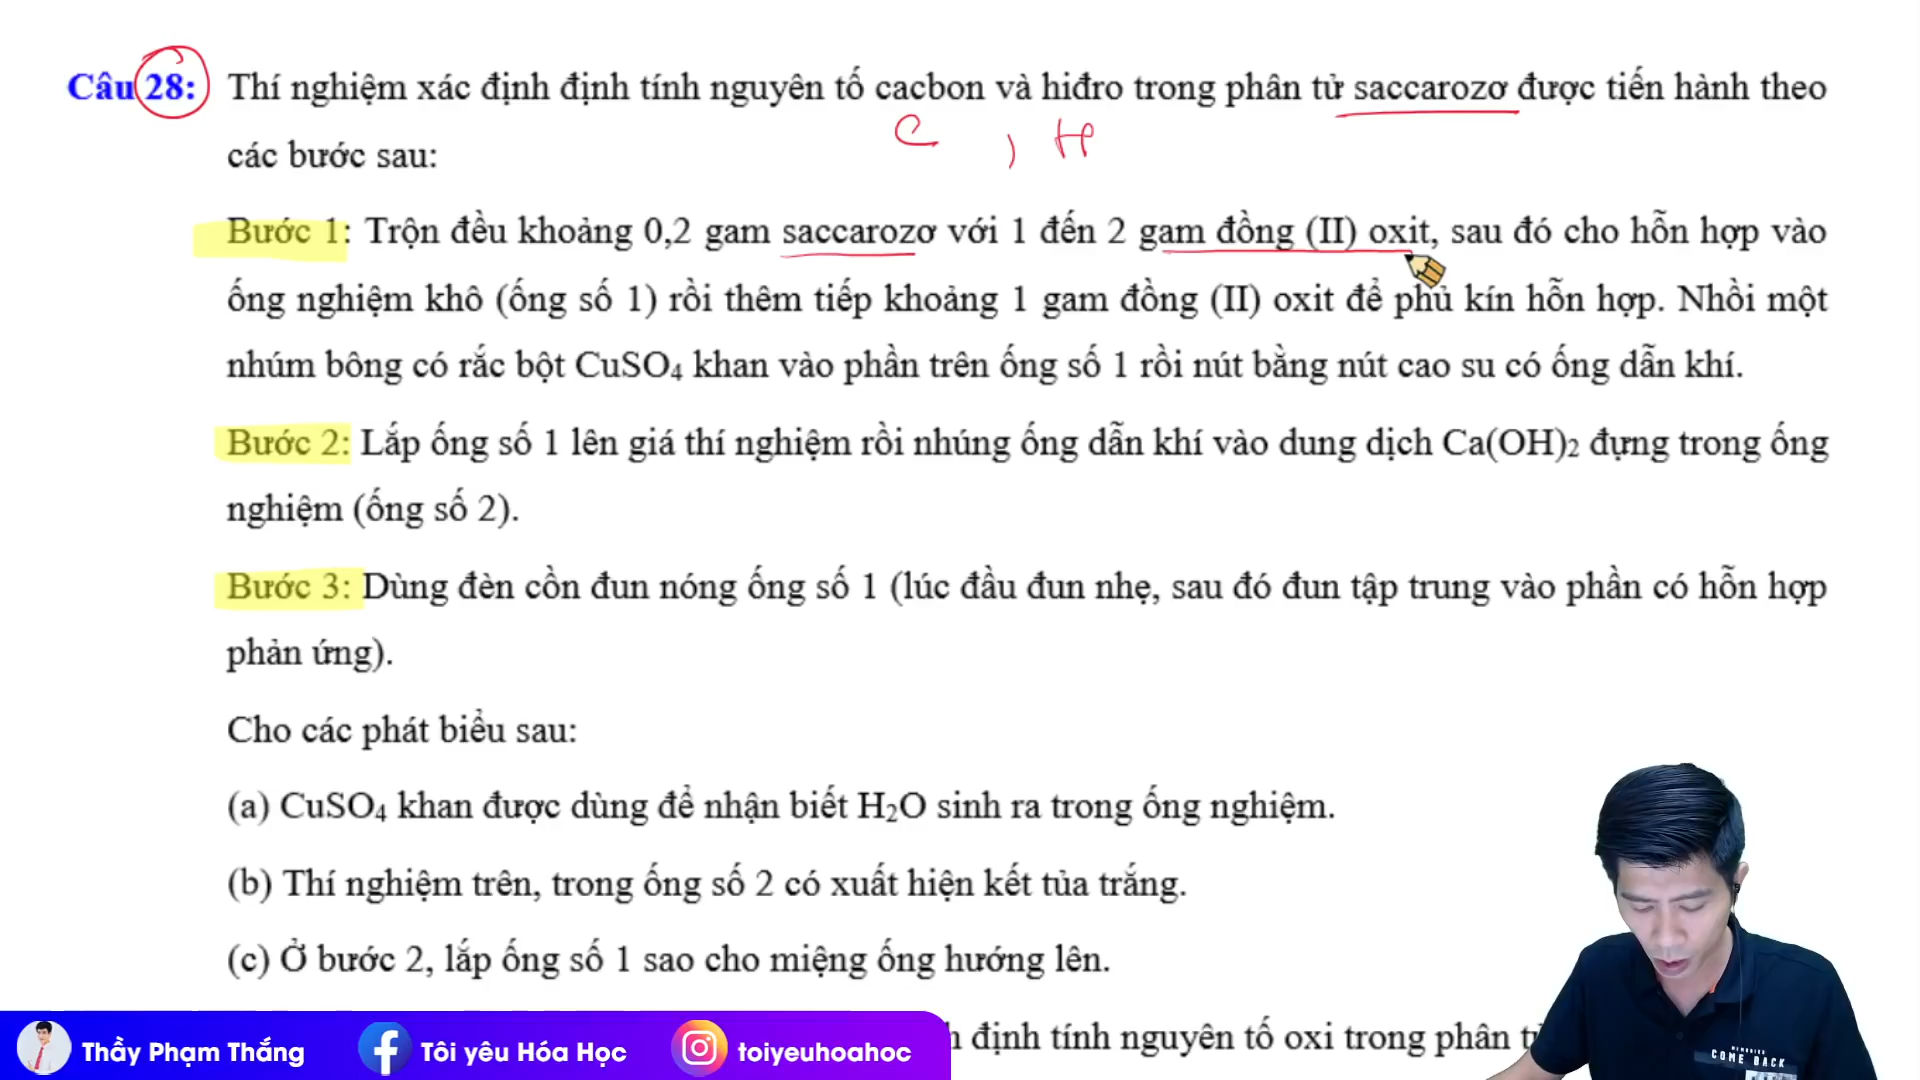 Câu 28: Thí nghiệm xác định định tính nguyên tố cacbon và hiđro trong phân tử saccarozơ được tiến hành theo
C , H
các bước sau:
Bước 1: Trộn đều khoảng 0,2 gam saccarozơ với 1 đến 2 gam đồng (II) oxit, sau đó cho hỗn hợp vào
ống nghiệm khô (ống số 1) rồi thêm tiếp khoảng 1 gam đồng (II) oxit để phủ kín hỗn hợp. Nhồi một
nhúm bông có rắc bột CuSO₄ khan vào phần trên ống số 1 rồi nút bằng nút cao su có ống dẫn khí.
Bước 2: Lắp ống số 1 lên giá thí nghiệm rồi nhúng ống dẫn khí vào dung dịch Ca(OH)₂ đựng trong ống
nghiệm (ống số 2).
Bước 3: Dùng đèn cồn đun nóng ống số 1 (lúc đầu đun nhẹ, sau đó đun tập trung vào phần có hỗn hợp
phản ứng).
Cho các phát biểu sau:
(a) CuSO₄ khan được dùng để nhận biết H₂O sinh ra trong ống nghiệm.
(b) Thí nghiệm trên, trong ống số 2 có xuất hiện kết tủa trắng.
(c) Ở bước 2, lắp ống số 1 sao cho miệng ống hướng lên.
định tính nguyên tố oxi trong phân
Thầy Phạm Thắng Tôi yêu Hóa Học toiyeuhoahoc
COME BACK